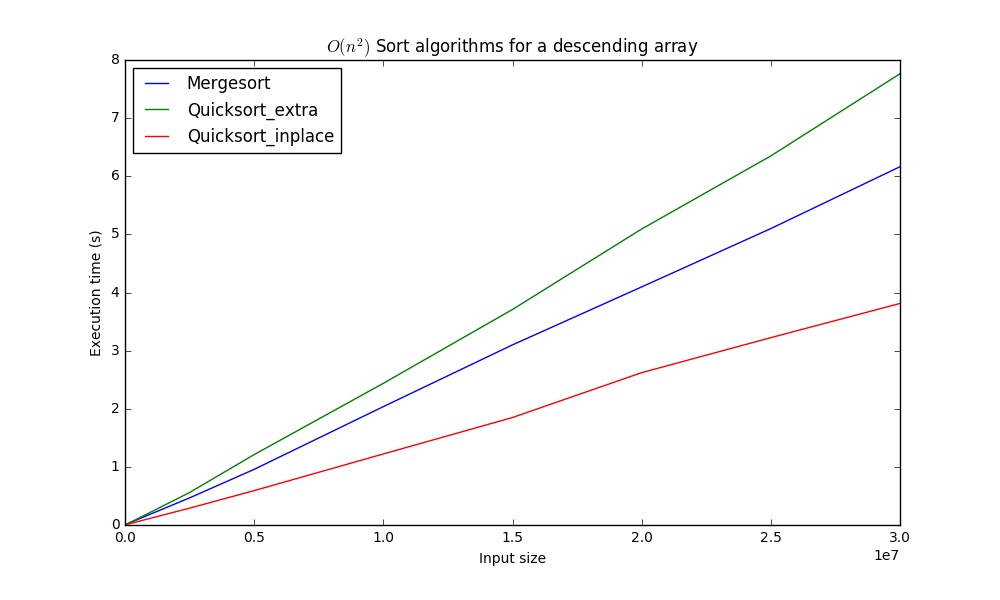 O(n²) Sort algorithms for a descending array
Mergesort
Quicksort_extra
Quicksort_inplace
8
7
6
5
4
3
2
1
0
Execution time (s)
0.0 0.5 1.0 1.5 2.0 2.5 3.0
1e7
Input size